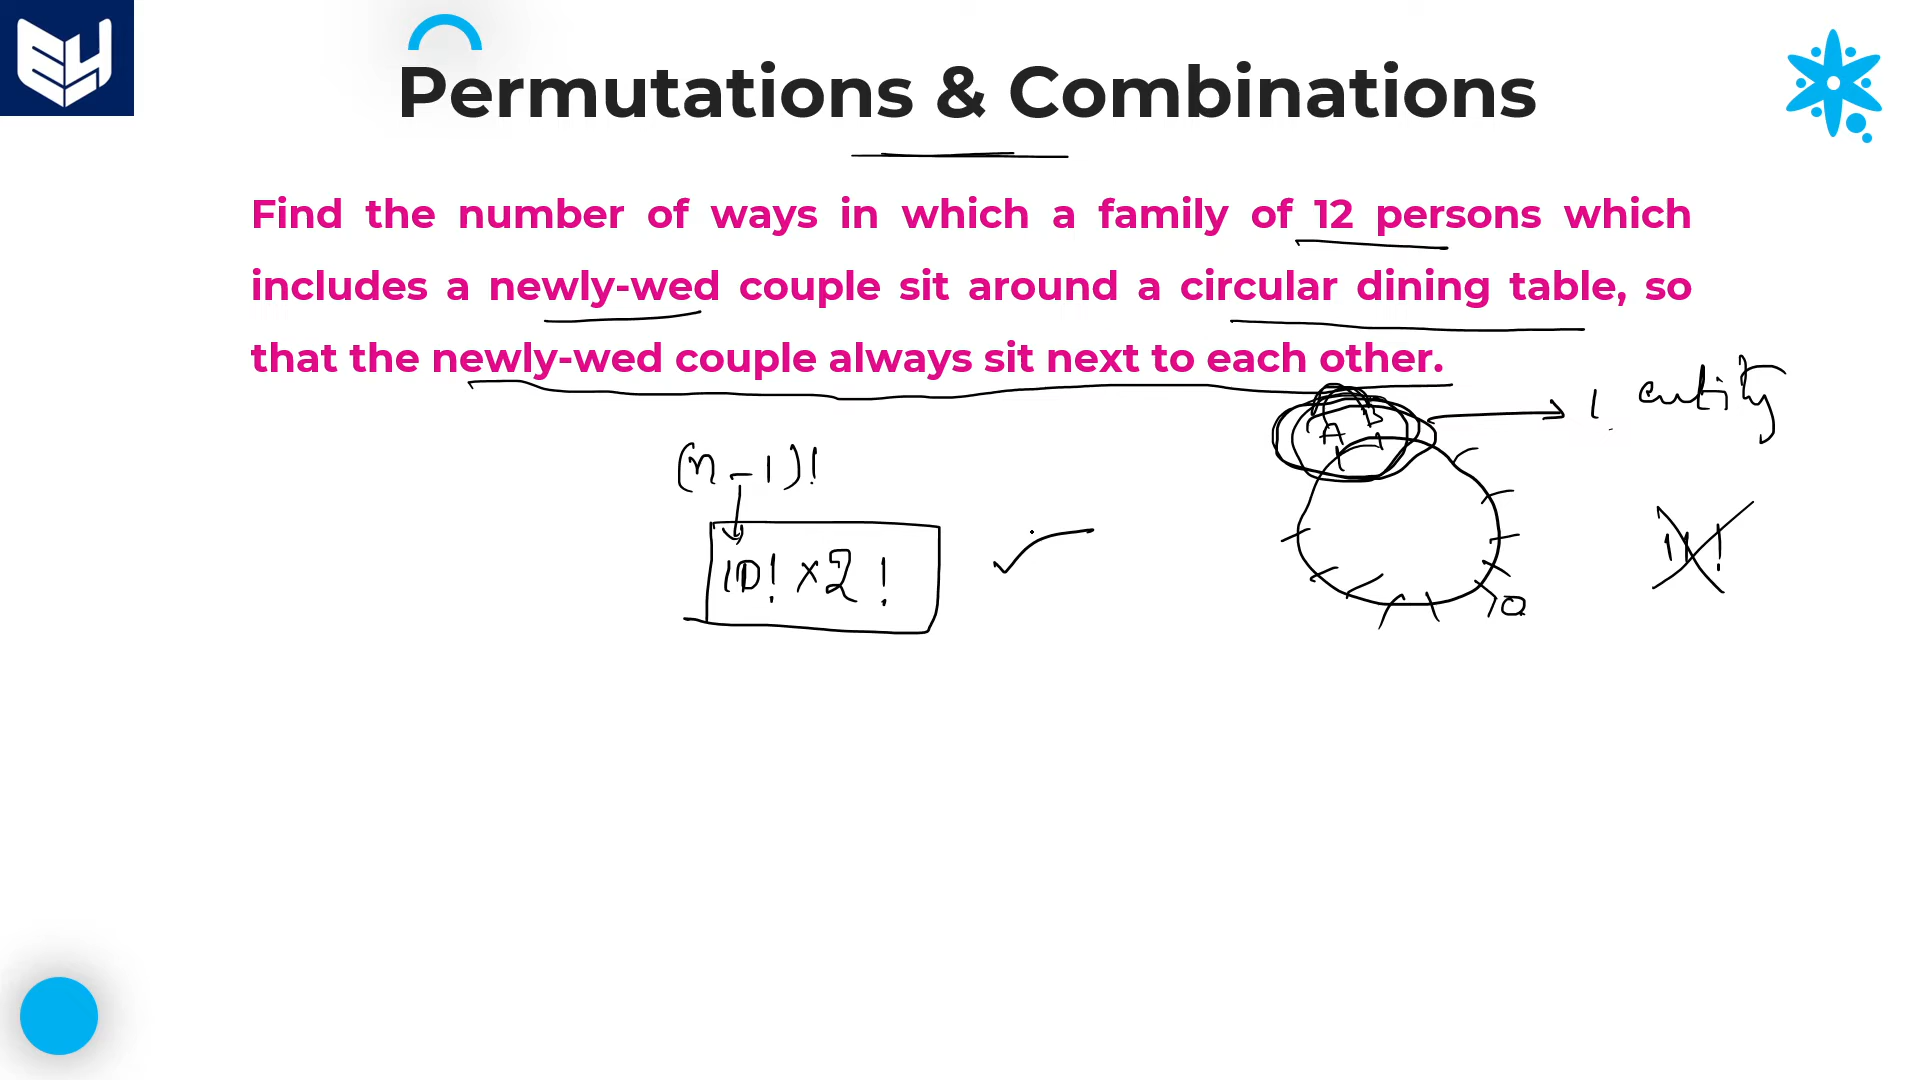 Permutations & Combinations
Find the number of ways in which a family of 12 persons which
includes a newly-wed couple sit around a circular dining table, so
that the newly-wed couple always sit next to each other.
A B
1 entity
(n-1)!
11!
10! × 2!
10